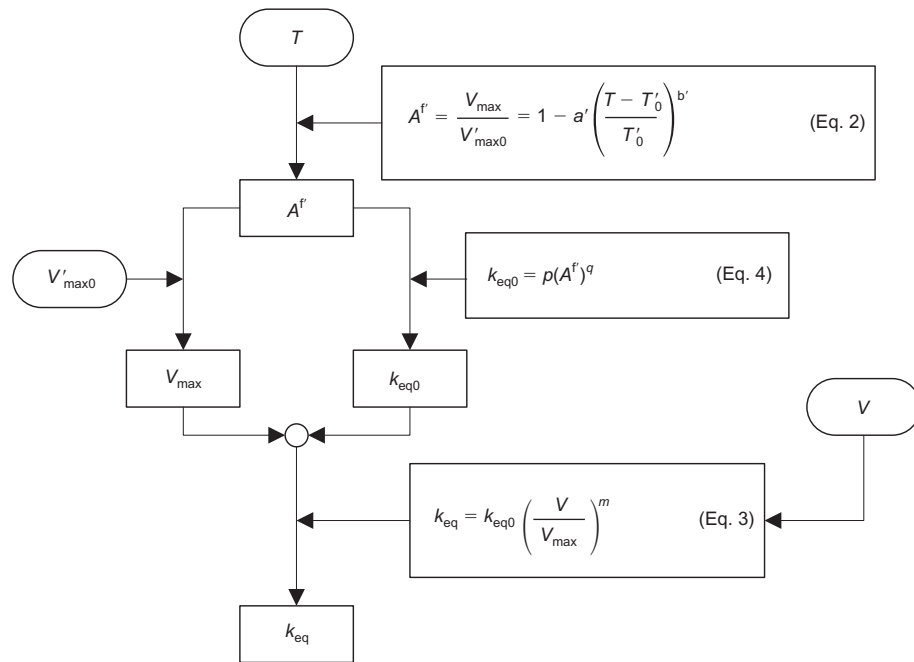 T
A^f′ = V_max / V′_max0 = 1 − a′ ((T − T′_0) / T′_0)^b′ (Eq. 2)
A^f′
V′_max0
k_eq0 = p(A^f′)^q (Eq. 4)
V_max
k_eq0
V
k_eq = k_eq0 (V / V_max)^m (Eq. 3)
k_eq